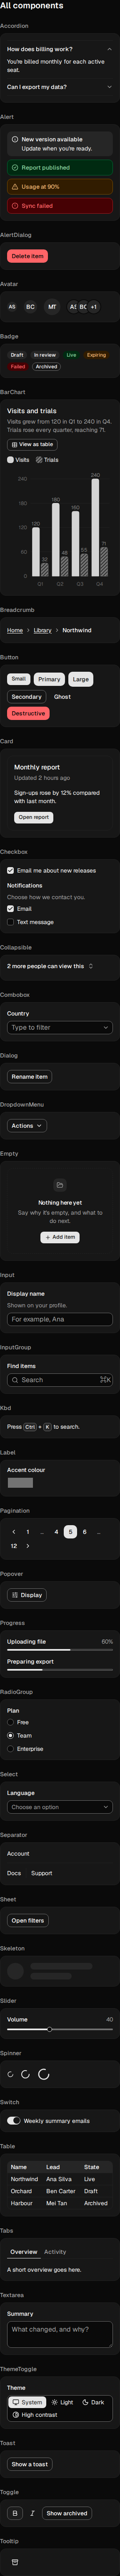 All components
Accordion
How does billing work?
You're billed monthly for each active
seat.
Can I export my data?
Alert
New version available
Update when you're ready.
Report published
Usage at 90%
Sync failed
AlertDialog
Delete item
Avatar
AS
BC
MT
AS
BC
+1
Badge
Draft
In review
Live
Expiring
Failed
Archived
BarChart
Visits and trials
Visits grew from 120 in Q1 to 240 in Q4.
Trials rose every quarter, reaching 71.
View as table
Visits
Trials
240
180
120
60
0
120
32
180
48
160
55
240
71
Q1
Q2
Q3
Q4
Breadcrumb
Home
Library
Northwind
Button
Small
Primary
Large
Secondary
Ghost
Destructive
Card
Monthly report
Updated 2 hours ago
Sign-ups rose by 12% compared
with last month.
Open report
Checkbox
Email me about new releases
Notifications
Choose how we contact you.
Email
Text message
Collapsible
2 more people can view this
Combobox
Country
Type to filter
Dialog
Rename item
DropdownMenu
Actions
Empty
Nothing here yet
Say why it's empty, and what to
do next.
Add item
Input
Display name
Shown on your profile.
For example, Ana
InputGroup
Find items
Search
⌘K
Kbd
Press Ctrl + K to search.
Label
Accent colour
Pagination
1
…
4
5
6
…
12
Popover
Display
Progress
Uploading file
60%
Preparing export
RadioGroup
Plan
Free
Team
Enterprise
Select
Language
Choose an option
Separator
Account
Docs
Support
Sheet
Open filters
Skeleton
Slider
Volume
40
Spinner
Switch
Weekly summary emails
Table
Name Lead State
Northwind Ana Silva Live
Orchard Ben Carter Draft
Harbour Mei Tan Archived
Tabs
Overview
Activity
A short overview goes here.
Textarea
Summary
What changed, and why?
ThemeToggle
Theme
System
Light
Dark
High contrast
Toast
Show a toast
Toggle
B
I
Show archived
Tooltip